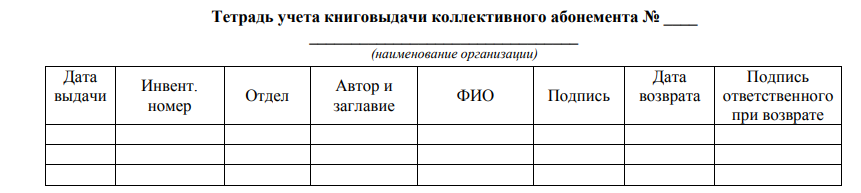 Тетрадь учета книговыдачи коллективного абонемента № ____
________________________________
(наименование организации)
Дата выдачи
Инвент. номер
Отдел
Автор и заглавие
ФИО
Подпись
Дата возврата
Подпись ответственного при возврате